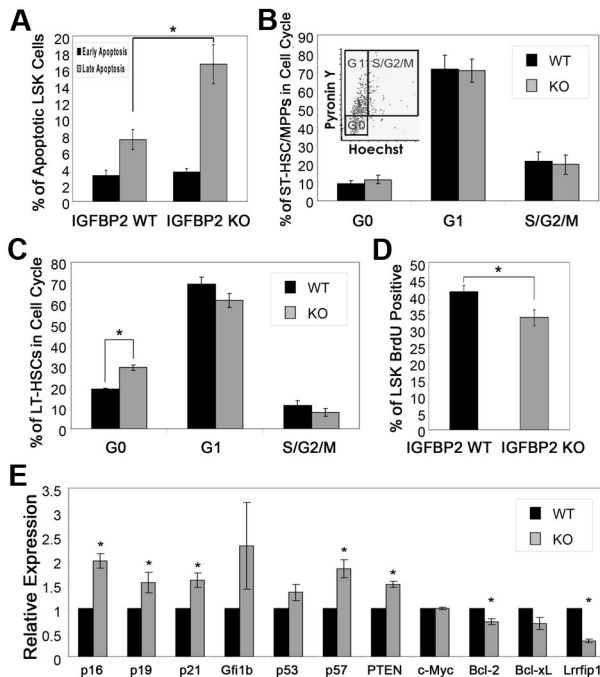 A
% of Apoptotic LSK Cells
20
18
16
14
12
10
8
6
4
2
0
Early Apoptosis
Late Apoptosis
*
IGFBP2 WT IGFBP2 KO
B
% of ST-HSC/MPPs in Cell Cycle
90
80
70
60
50
40
30
20
10
0
Pyronin Y
G1 S/G2/M
G0
Hoechst
WT
KO
G0 G1 S/G2/M
C
% of LT-HSCs in Cell Cycle
80
70
60
50
40
30
20
10
0
*
WT
KO
G0 G1 S/G2/M
D
% of LSK BrdU Positive
50
45
40
35
30
25
20
15
10
5
0
*
IGFBP2 WT IGFBP2 KO
E
Relative Expression
3.5
3
2.5
2
1.5
1
0.5
0
WT
KO
* * * * * * *
p16 p19 p21 Gfi1b p53 p57 PTEN c-Myc Bcl-2 Bcl-xL Lrrfip1